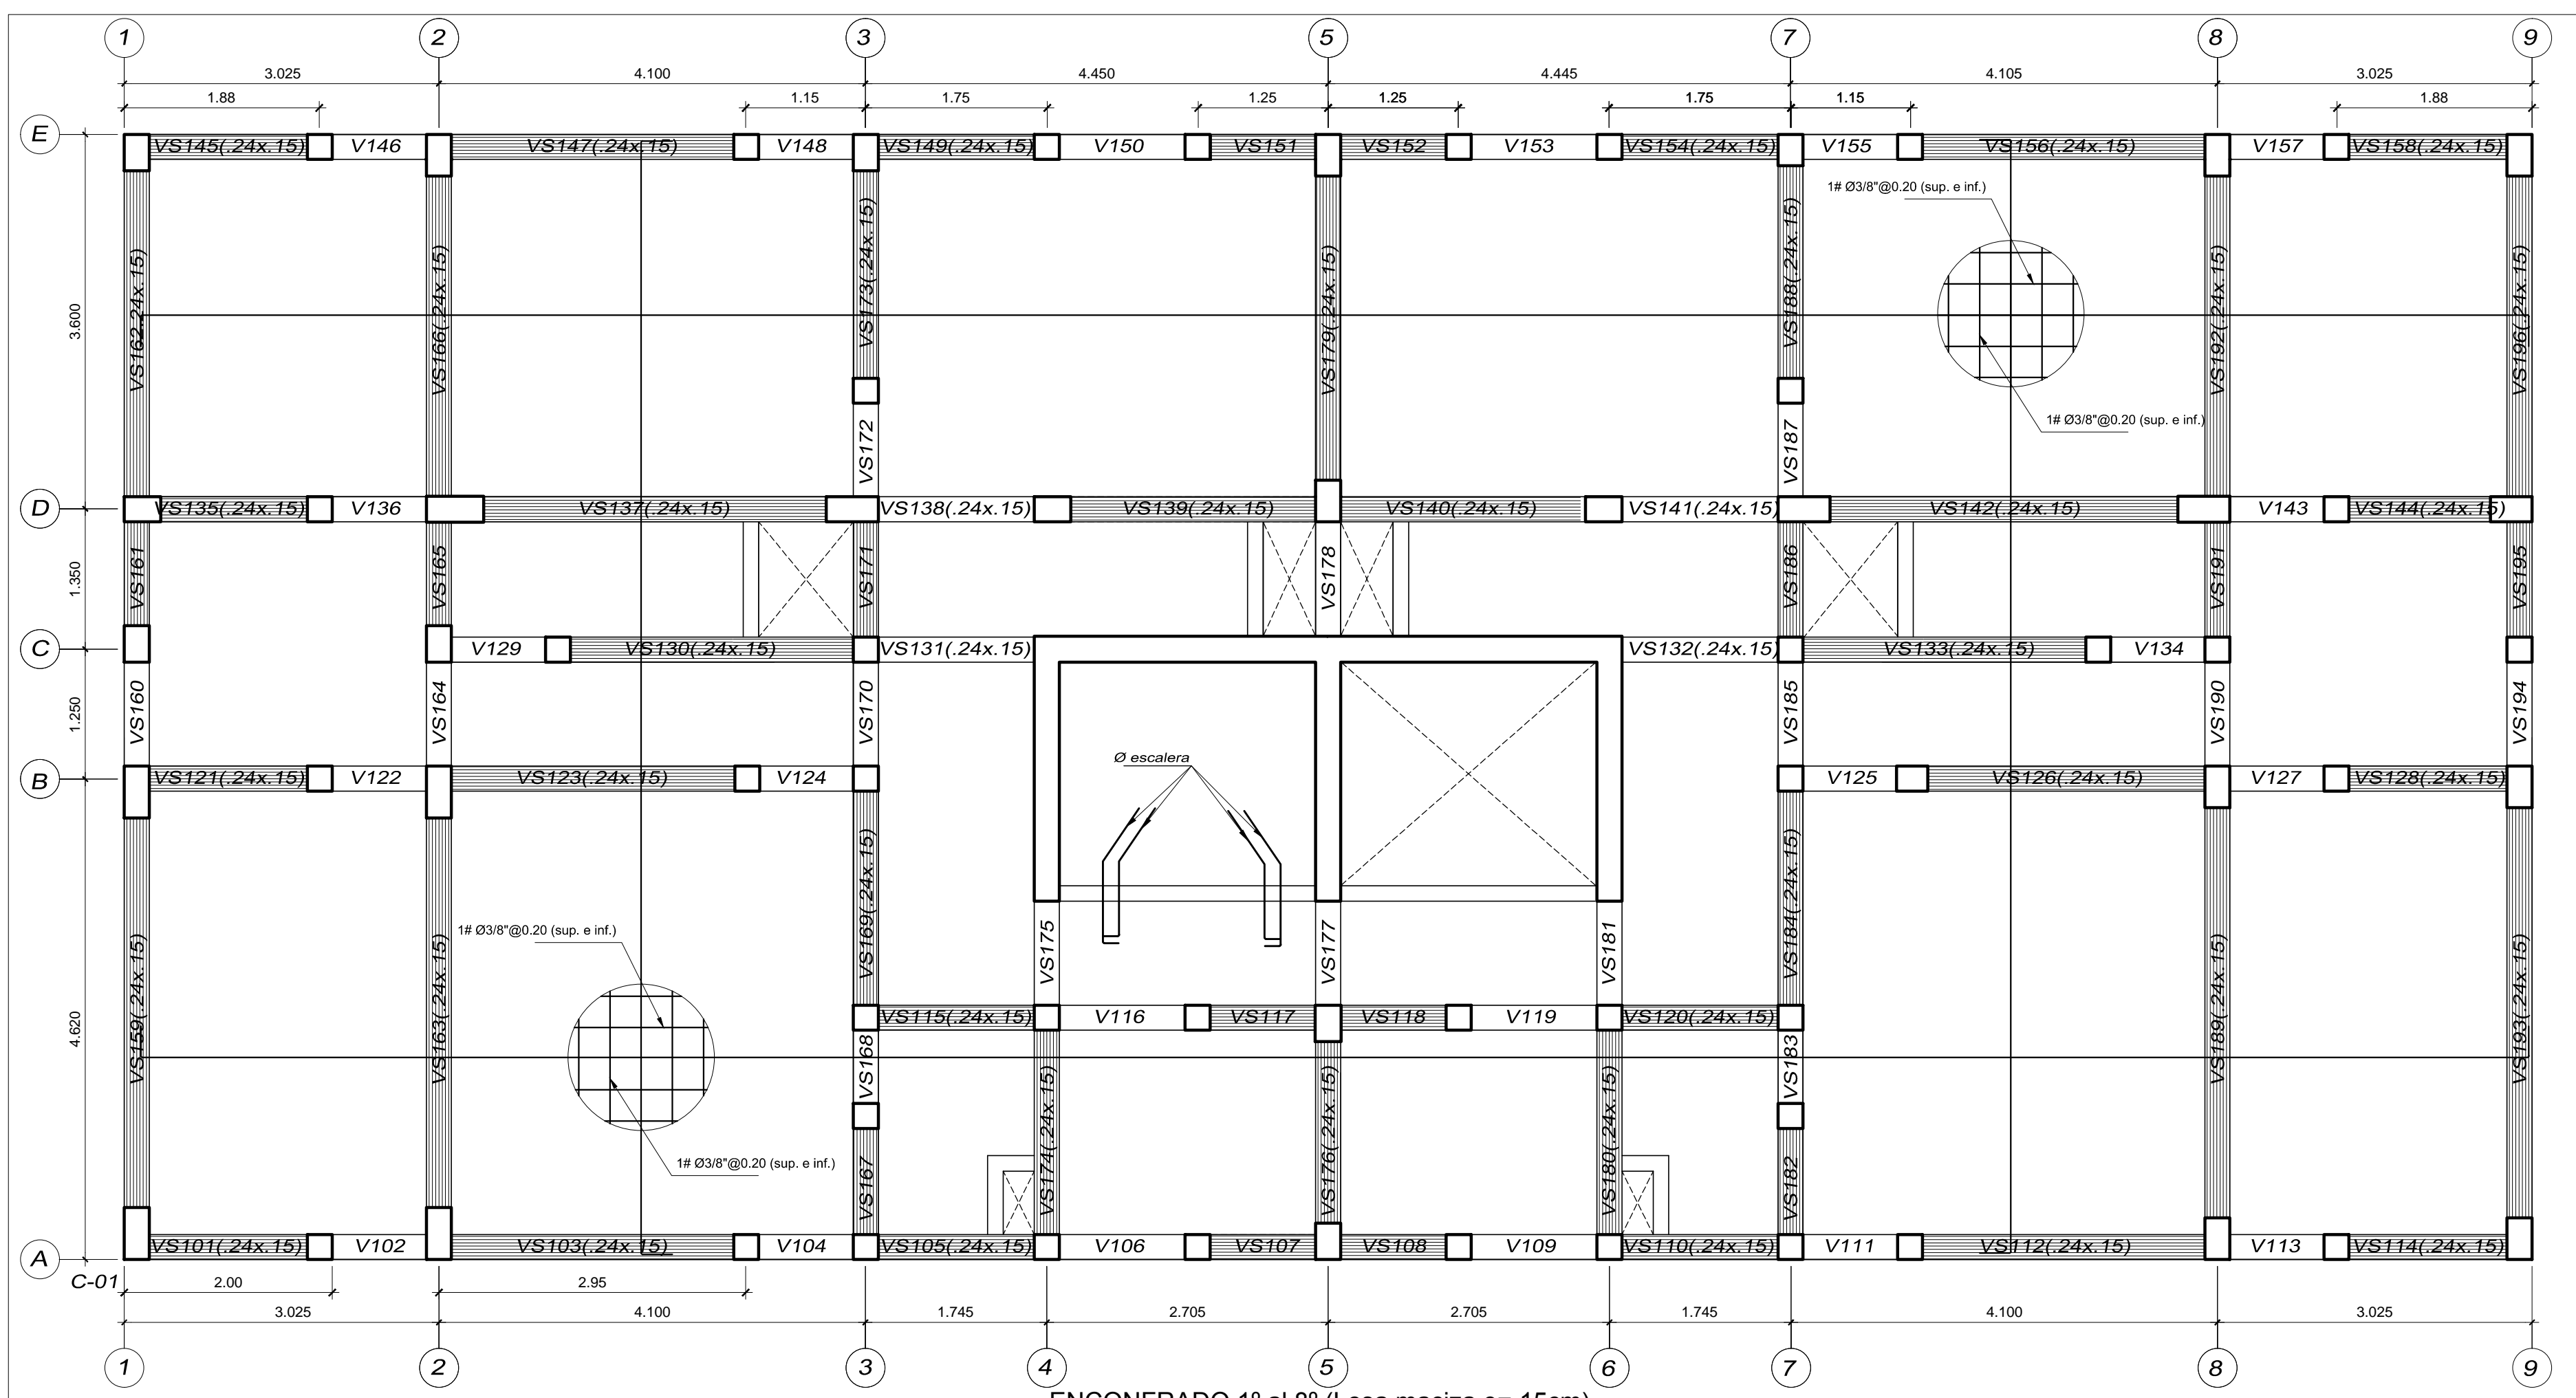 1 2 3 5 7 8 9
3.025 4.100 4.450 4.445 4.105 3.025
1.88 1.15 1.75 1.25 1.25 1.75 1.15 1.88
E
VS145(.24x.15) V146 VS147(.24x.15) V148 VS149(.24x.15) V150 VS151 VS152 V153 VS154(.24x.15) V155 VS156(.24x.15) V157 VS158(.24x.15)
1# Ø3/8"@0.20 (sup. e inf.)
3.600
VS162.24x.15) VS166(.24x.15) VS173(.24x.15) VS179(.24x.15) VS188(.24x.15) VS192(.24x.15) VS196(.24x.15)
1# Ø3/8"@0.20 (sup. e inf.)
VS172 VS187
D
VS135(.24x.15) V136 VS137(.24x.15) VS138(.24x.15) VS139(.24x.15) VS140(.24x.15) VS141(.24x.15) VS142(.24x.15) V143 VS144(.24x.15)
1.350
VS161 VS165 VS171 VS178 VS186 VS191 VS195
C
V129 VS130(.24x.15) VS131(.24x.15) VS132(.24x.15) VS133(.24x.15) V134
1.250
VS160 VS164 VS170 VS185 VS190 VS194
Ø escalera
B
VS121(.24x.15) V122 VS123(.24x.15) V124 V125 VS126(.24x.15) V127 VS128(.24x.15)
VS169(.24x.15) VS184(.24x.15)
1# Ø3/8"@0.20 (sup. e inf.)
VS175 VS177 VS181
4.620
VS159(.24x.15) VS163(.24x.15) VS189(.24x.15) VS193(.24x.15)
VS115(.24x.15) V116 VS117 VS118 V119 VS120(.24x.15)
VS168 VS183
VS174(.24x.15) VS176(.24x.15) VS180(.24x.15)
1# Ø3/8"@0.20 (sup. e inf.)
VS167 VS182
A
VS101(.24x.15) V102 VS103(.24x.15) V104 VS105(.24x.15) V106 VS107 VS108 V109 VS110(.24x.15) V111 VS112(.24x.15) V113 VS114(.24x.15)
C-01
2.00 2.95
3.025 4.100 1.745 2.705 2.705 1.745 4.100 3.025
1 2 3 4 5 6 7 8 9